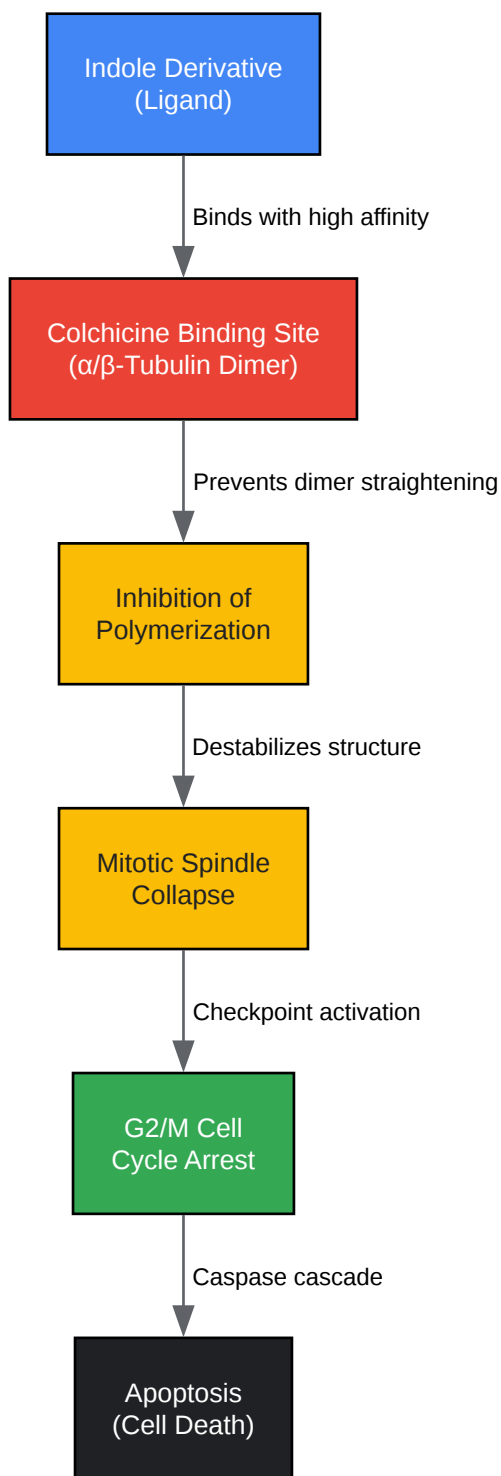 Indole Derivative
(Ligand)
Binds with high affinity
Colchicine Binding Site
(α/β-Tubulin Dimer)
Prevents dimer straightening
Inhibition of
Polymerization
Destabilizes structure
Mitotic Spindle
Collapse
Checkpoint activation
G2/M Cell
Cycle Arrest
Caspase cascade
Apoptosis
(Cell Death)